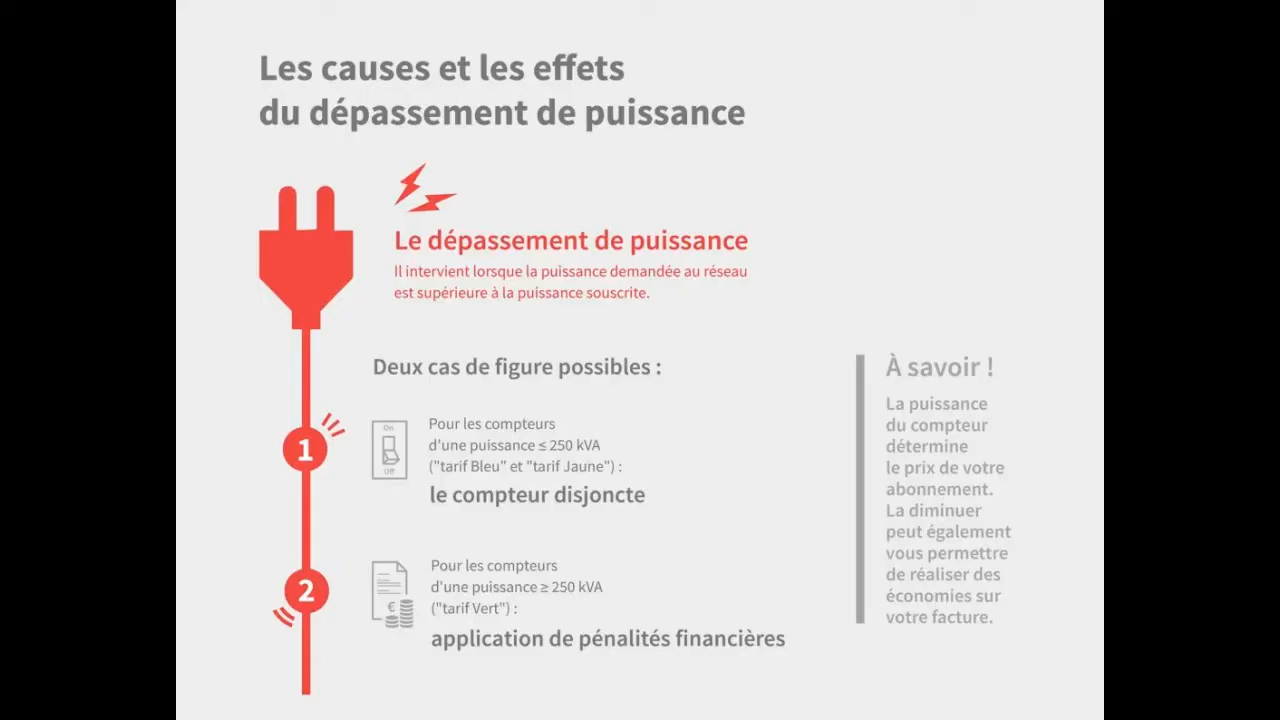 Les causes et les effets
du dépassement de puissance
Le dépassement de puissance
Il intervient lorsque la puissance demandée au réseau
est supérieure à la puissance souscrite.
Deux cas de figure possibles :
1
On
Off
Pour les compteurs
d'une puissance ≤ 250 kVA
("tarif Bleu" et "tarif Jaune") :
le compteur disjoncte
2
€
Pour les compteurs
d'une puissance ≥ 250 kVA
("tarif Vert") :
application de pénalités financières
À savoir !
La puissance
du compteur
détermine
le prix de votre
abonnement.
La diminuer
peut également
vous permettre
de réaliser des
économies sur
votre facture.